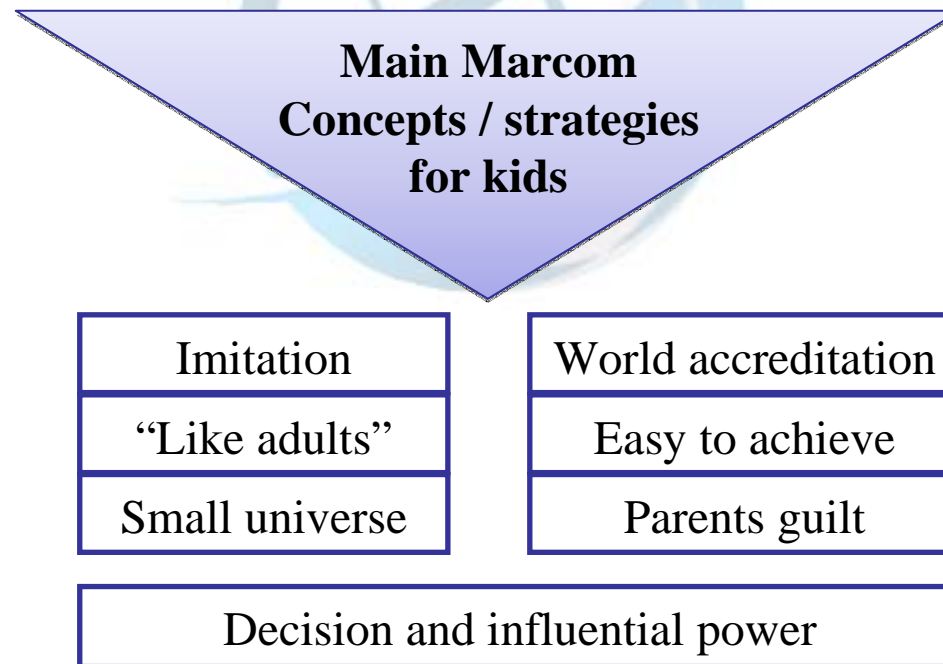 Main Marcom
Concepts / strategies
for kids
Imitation
World accreditation
“Like adults”
Easy to achieve
Small universe
Parents guilt
Decision and influential power